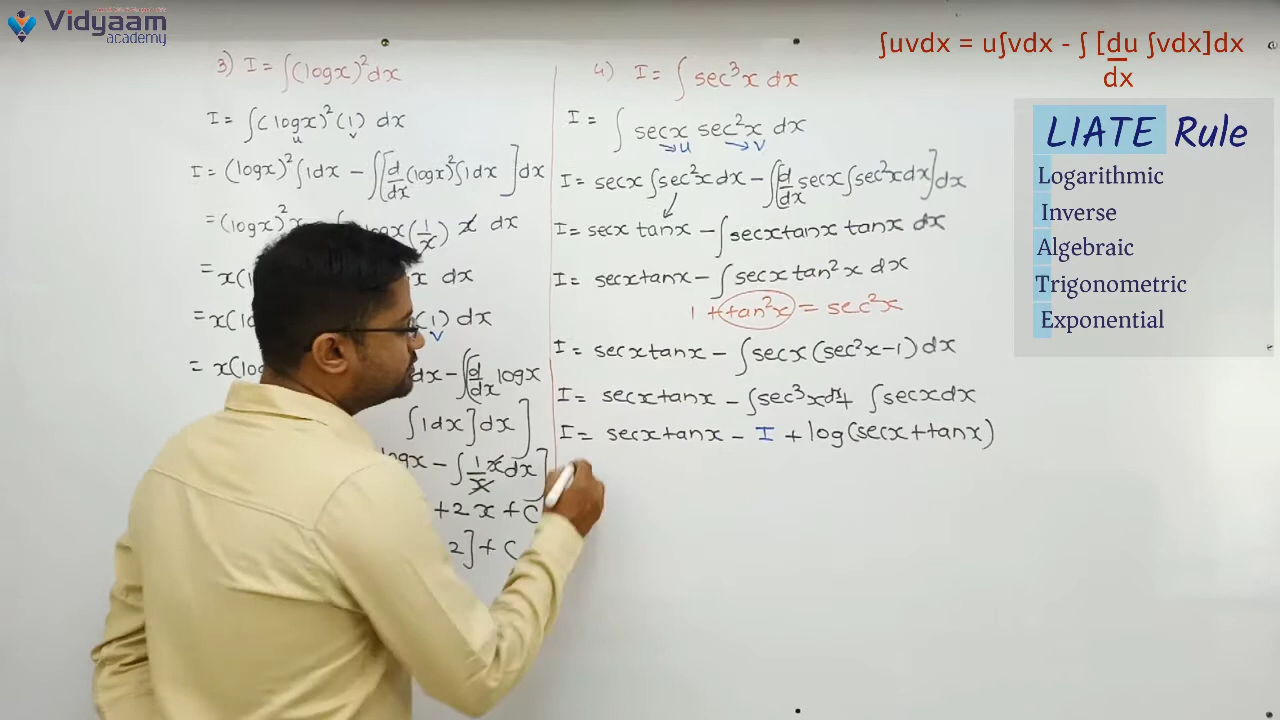 Vidyaam
academy
∫uvdx = u∫vdx - ∫ [du ∫vdx]dx
dx
LIATE Rule
Logarithmic
Inverse
Algebraic
Trigonometric
Exponential
3) I = ∫(logx)² dx
I = ∫(logx)² (1) dx
u v
I = (logx)² ∫1dx - ∫[d/dx (logx)² ∫1dx] dx
= (logx)² x (1/x) x dx
= x( x dx
= x( (1) dx
v
= x(log dx - ∫[d/dx logx
∫1dx] dx]
logx - ∫ 1/x x dx]
+ 2x + C
2] + C
4) I = ∫ sec³x dx
I = ∫ secx sec²x dx
→u →v
I = secx ∫sec²x dx - ∫[d/dx secx ∫sec²x dx] dx
I = secx tanx - ∫ secx tanx tanx dx
I = secx tanx - ∫ secx tan²x dx
1 + tan²x = sec²x
I = secx tanx - ∫ secx (sec²x - 1) dx
I = secx tanx - ∫sec³x dx + ∫ secx dx
I = secx tanx - I + log(secx + tanx)